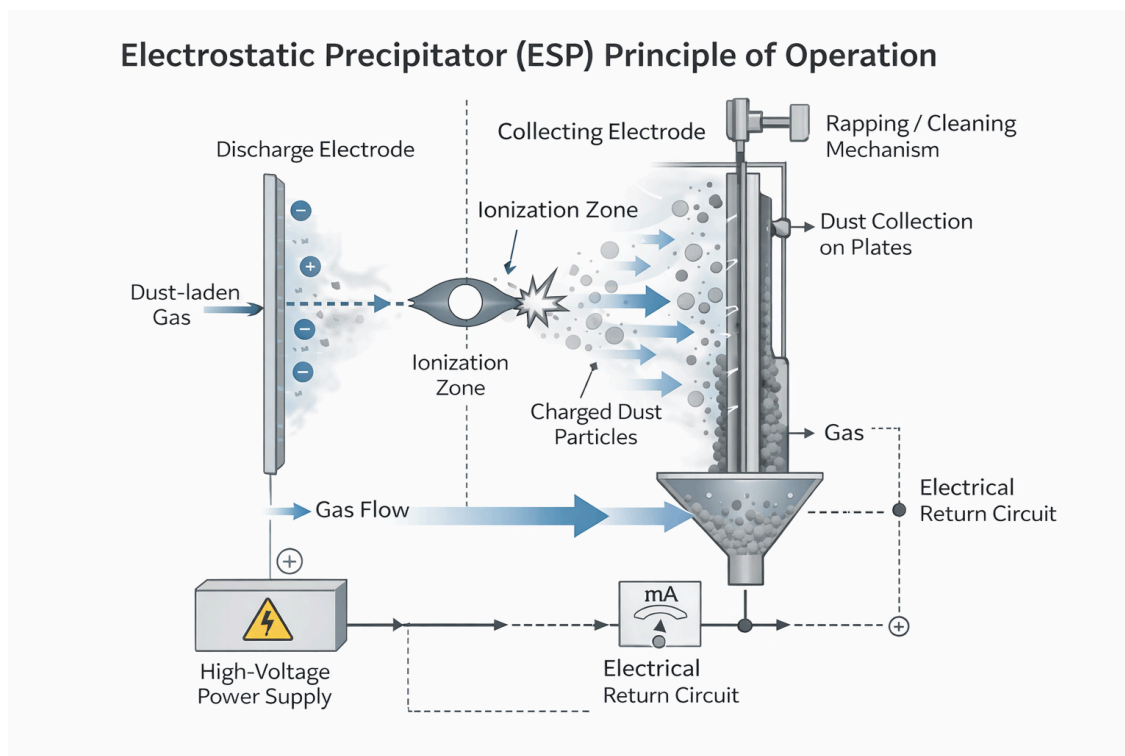 Electrostatic Precipitator (ESP) Principle of Operation
Discharge Electrode
Collecting Electrode
Rapping / Cleaning
Mechanism
Ionization Zone
Dust Collection
on Plates
Dust-laden
Gas
−
+
−
−
Ionization
Zone
Charged Dust
Particles
Gas
Gas Flow
Electrical
Return Circuit
+
mA
+
High-Voltage
Power Supply
Electrical
Return Circuit